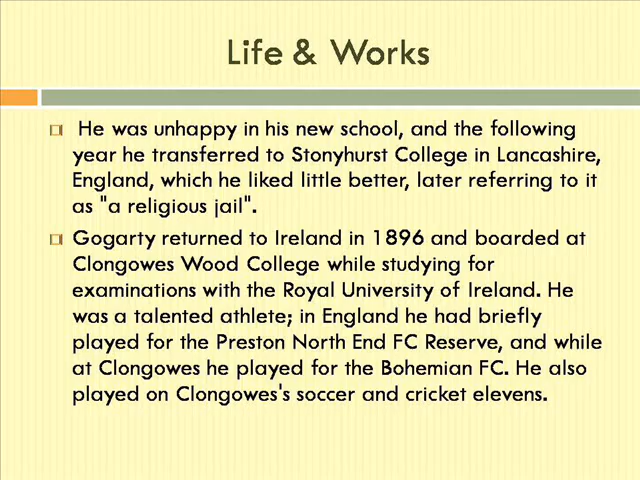 Life & Works
He was unhappy in his new school, and the following
year he transferred to Stonyhurst College in Lancashire,
England, which he liked little better, later referring to it
as "a religious jail".
Gogarty returned to Ireland in 1896 and boarded at
Clongowes Wood College while studying for
examinations with the Royal University of Ireland. He
was a talented athlete; in England he had briefly
played for the Preston North End FC Reserve, and while
at Clongowes he played for the Bohemian FC. He also
played on Clongowes's soccer and cricket elevens.